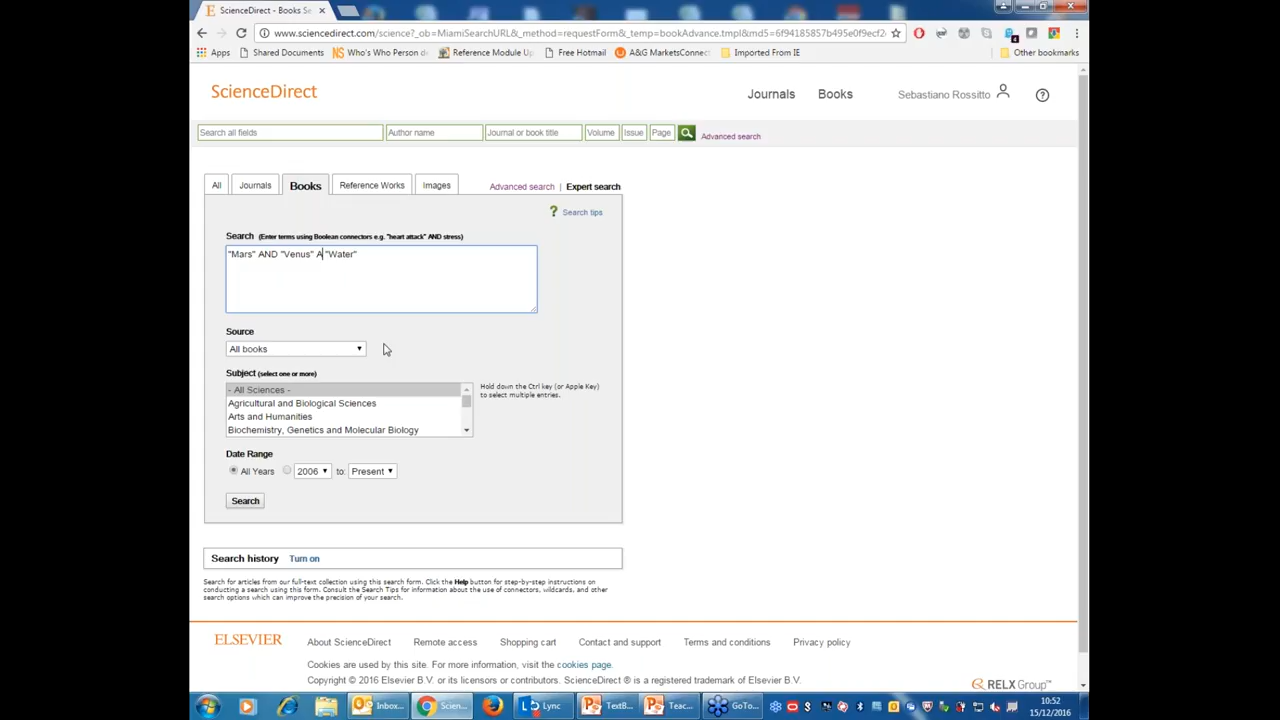 ScienceDirect - Books Se
www.sciencedirect.com/science?_ob=MiamiSearchURL&_method=requestForm&_temp=bookAdvance.tmpl&md5=6f94185857b495f3ecf2
Apps Shared Documents Who's Who Person de Reference Module Up Free Hotmail A&G MarketsConnect Imported From IE Other bookmarks
ScienceDirect
Journals Books Sebastiano Rossitto ?
Search all fields Author name Journal or book title Volume Issue Page Advanced search
All Journals Books Reference Works Images Advanced search Expert search
? Search tips
Search (Enter terms using Boolean connectors e.g. "heart attack" AND stress)
"Mars" AND "Venus" A "Water"
Source
All books
Subject (select one or more)
- All Sciences -
Agricultural and Biological Sciences
Arts and Humanities
Biochemistry, Genetics and Molecular Biology
Hold down the Ctrl key (or Apple Key)
to select multiple entries.
Date Range
All Years 2006 to: Present
Search
Search history Turn on
Search for articles from our full-text collection using this search form. Click the Help button for step-by-step instructions on
conducting a search using this form. Consult the Search Tips for information about the use of connectors, wildcards, and other
search options which can improve the precision of your search.
ELSEVIER About ScienceDirect Remote access Shopping cart Contact and support Terms and conditions Privacy policy
Cookies are used by this site. For more information, visit the cookies page.
Copyright © 2016 Elsevier B.V. or its licensors or contributors. ScienceDirect ® is a registered trademark of Elsevier B.V.
RELX Group™
Inbox... Scien... Lync TextB... Teac... GoTo... 10:52
15/12/2016